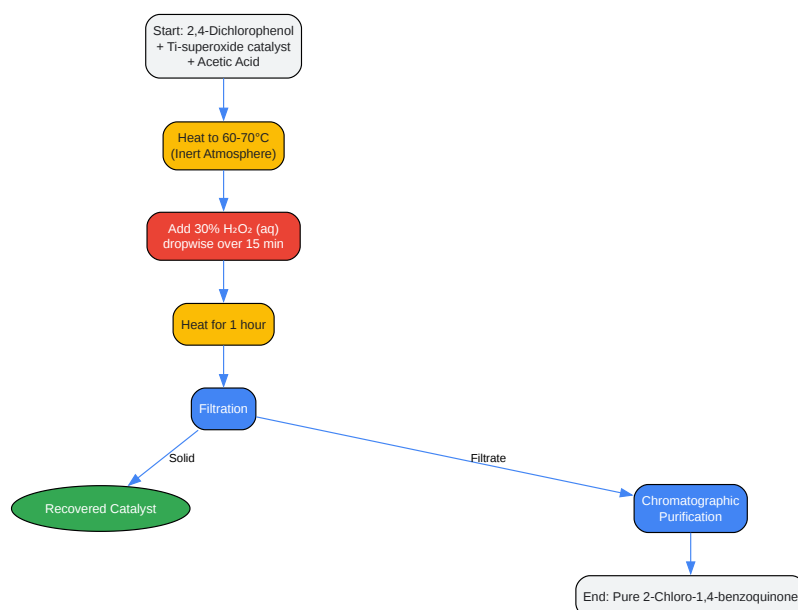 Start: 2,4-Dichlorophenol
+ Ti-superoxide catalyst
+ Acetic Acid
Heat to 60-70°C
(Inert Atmosphere)
Add 30% H₂O₂ (aq)
dropwise over 15 min
Heat for 1 hour
Filtration
Solid
Filtrate
Recovered Catalyst
Chromatographic
Purification
End: Pure 2-Chloro-1,4-benzoquinone